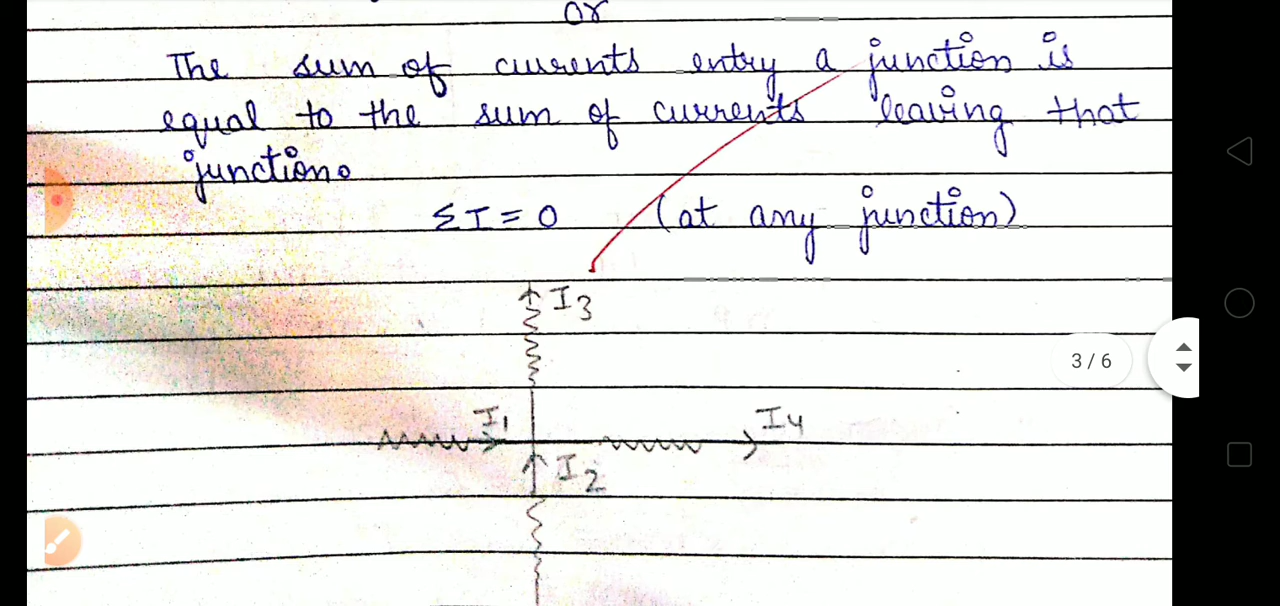 or
The sum of currents entry a junction is
equal to the sum of currents leaving that
junction.
ΣI = 0 (at any junction)
I3
3/6
I1
I4
I2